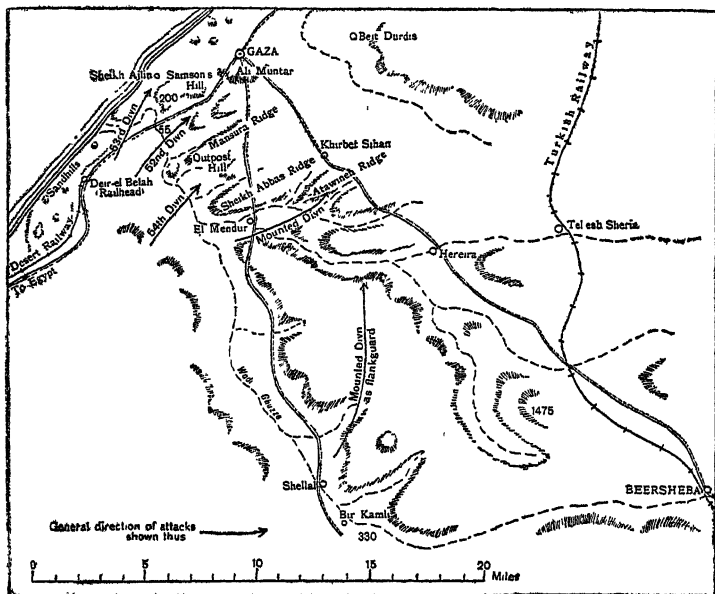 GAZA
Beit Durdis
Sheikh Ajlin
Samson's
Hill
Ali Muntar
200
63rd Divn
55
52nd Divn
Mansura Ridge
Outpost
Hill
Khirbet Sihan
Turkish Railway
Sandhills
Deir-el Belah
Railhead
Sheikh Abbas Ridge
Atawineh Ridge
54th Divn
El Mendur
Mounted Divn
Tel esh Sheria
Hereira
Desert Railway
To Egypt
Mounted Divn
as flankguard
Wadi Ghuzze
1475
Shellal
BEERSHEBA
Bir Kamli
330
General direction of attacks
shown thus
0 5 10 15 20
Miles